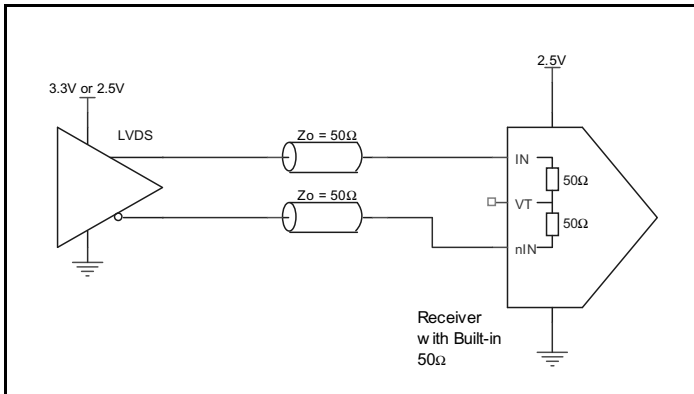 3.3V or 2.5V
LVDS
Zo = 50Ω
Zo = 50Ω
2.5V
IN
50Ω
VT
50Ω
nIN
Receiver
with Built-in
50Ω